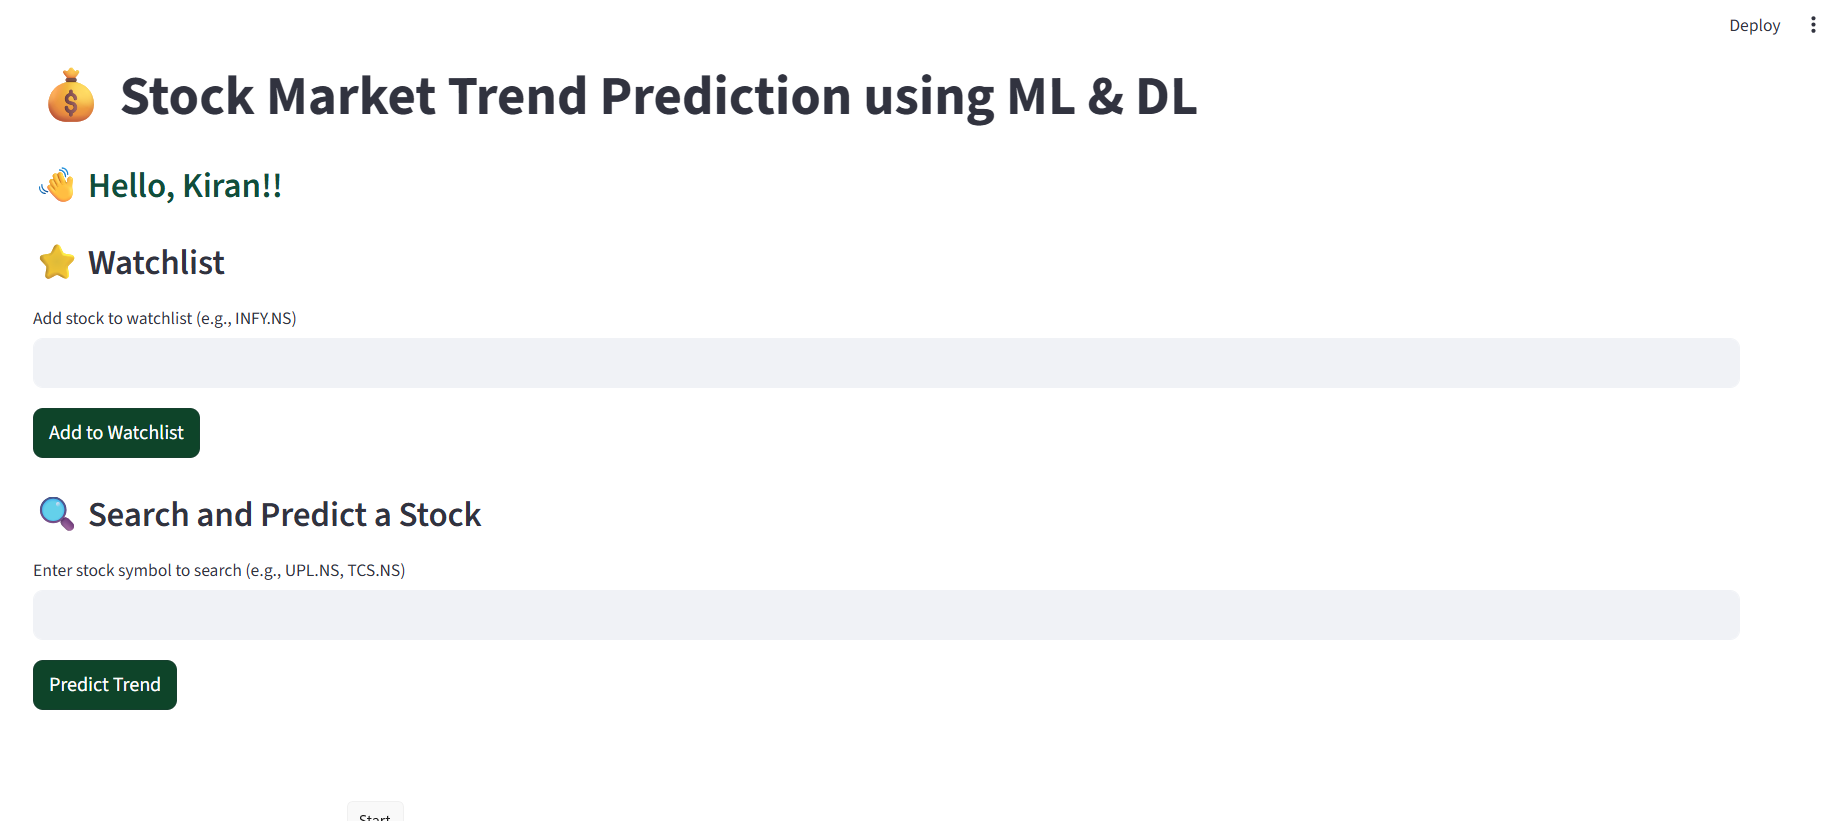 Deploy
Stock Market Trend Prediction using ML & DL
Hello, Kiran!!
Watchlist
Add stock to watchlist (e.g., INFY.NS)
Add to Watchlist
Search and Predict a Stock
Enter stock symbol to search (e.g., UPL.NS, TCS.NS)
Predict Trend
Start